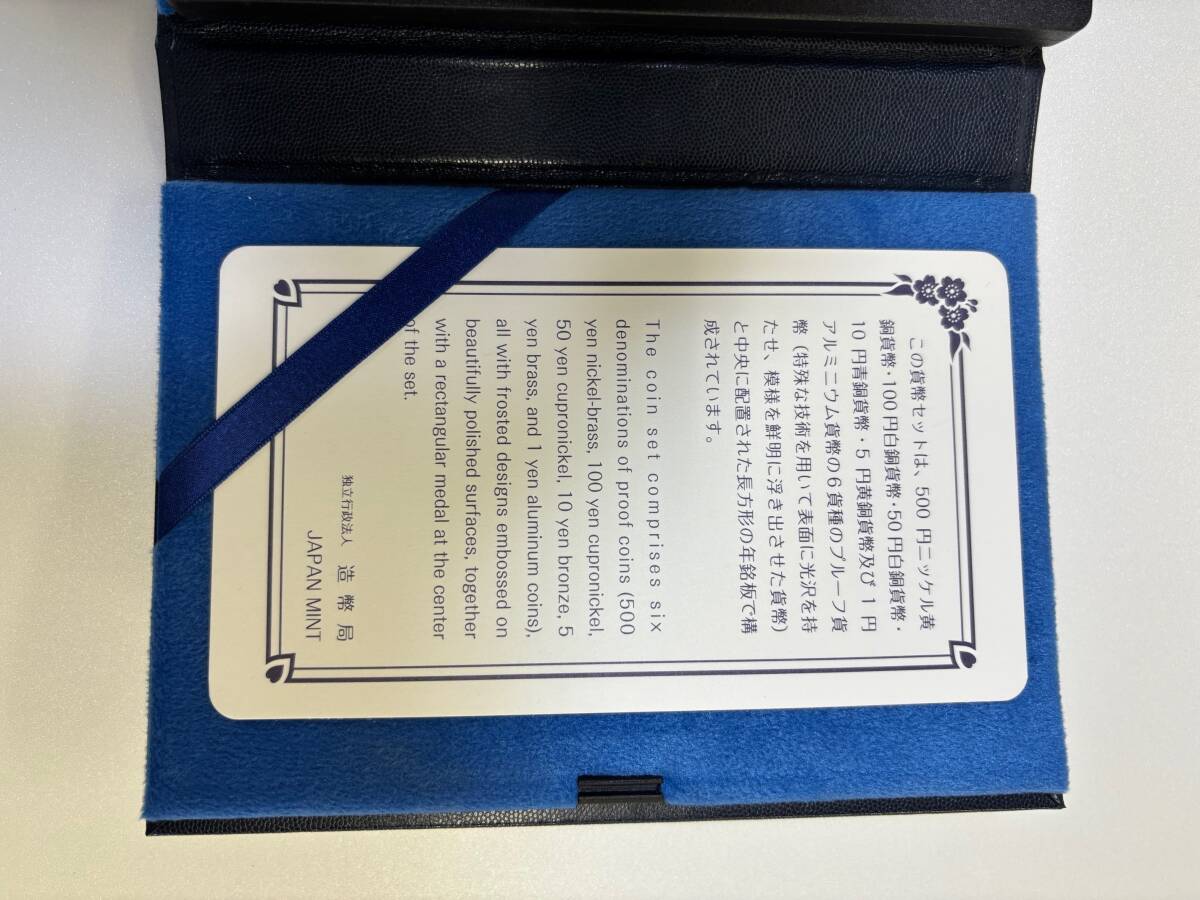 この貨幣セットは、500円ニッケル黄
銅貨幣・100円白銅貨幣・50円白銅貨幣・
10円青銅貨幣・5円黄銅貨幣及び1円
アルミニウム貨幣の6貨種のプルーフ貨
幣（特殊な技術を用いて表面に光沢を持
たせ、模様を鮮明に浮き出させた貨幣）
と中央に配置された長方形の年銘板で構
成されています。
The coin set comprises six
denominations of proof coins (500
yen nickel-brass, 100 yen cupronickel,
50 yen cupronickel, 10 yen bronze, 5
yen brass, and 1 yen aluminum coins),
all with frosted designs embossed on
beautifully polished surfaces, together
with a rectangular medal at the center
of the set.
独立行政法人 造幣局
JAPAN MINT